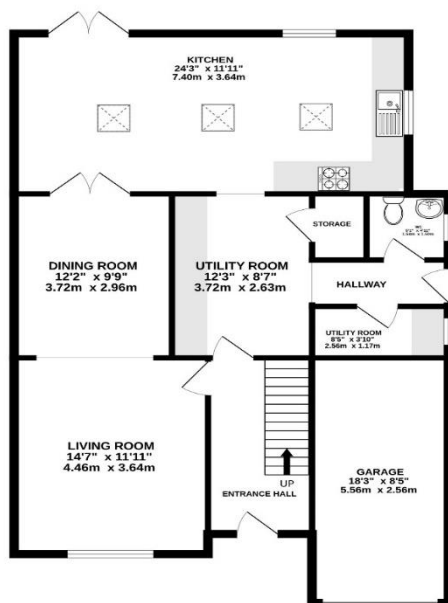 KITCHEN
24'3" x 11'11"
7.40m x 3.64m
STORAGE
DINING ROOM
12'2" x 9'9"
3.72m x 2.96m
UTILITY ROOM
12'3" x 8'7"
3.72m x 2.63m
HALLWAY
UTILITY ROOM
8'5" x 3'10"
2.56m x 1.17m
LIVING ROOM
14'7" x 11'11"
4.46m x 3.64m
UP
ENTRANCE HALL
GARAGE
18'3" x 8'5"
5.56m x 2.56m